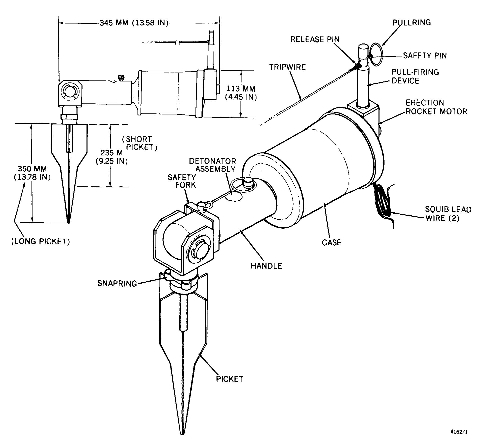 345 MM (13.58 IN)
PULLRING
RELEASE PIN
SAFETY PIN
TRIPWIRE
PULL-FIRING
DEVICE
113 MM
(4.45 IN)
ERECTION
ROCKET MOTOR
(SHORT
PICKET)
235 M
(9.25 IN)
350 MM
(13.78 IN)
DETONATOR
ASSEMBLY
SAFETY
FORK
SQUIB LEAD
WIRE (2)
(LONG PICKET)
CASE
HANDLE
SNAPRING
PICKET